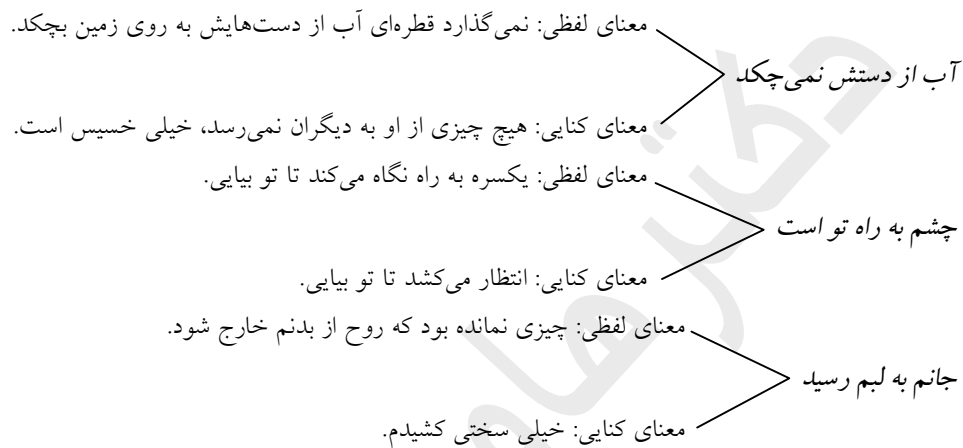 معنای لفظی: نمی‌گذارد قطره‌ای آب از دست‌هایش به روی زمین بچکد.
آب از دستش نمی‌چکد
معنای کنایی: هیچ چیزی از او به دیگران نمی‌رسد، خیلی خسیس است.
معنای لفظی: یکسره به راه نگاه می‌کند تا تو بیایی.
چشم به راه تو است
معنای کنایی: انتظار می‌کشد تا تو بیایی.
معنای لفظی: چیزی نمانده بود که روح از بدنم خارج شود.
جانم به لبم رسید
معنای کنایی: خیلی سختی کشیدم.